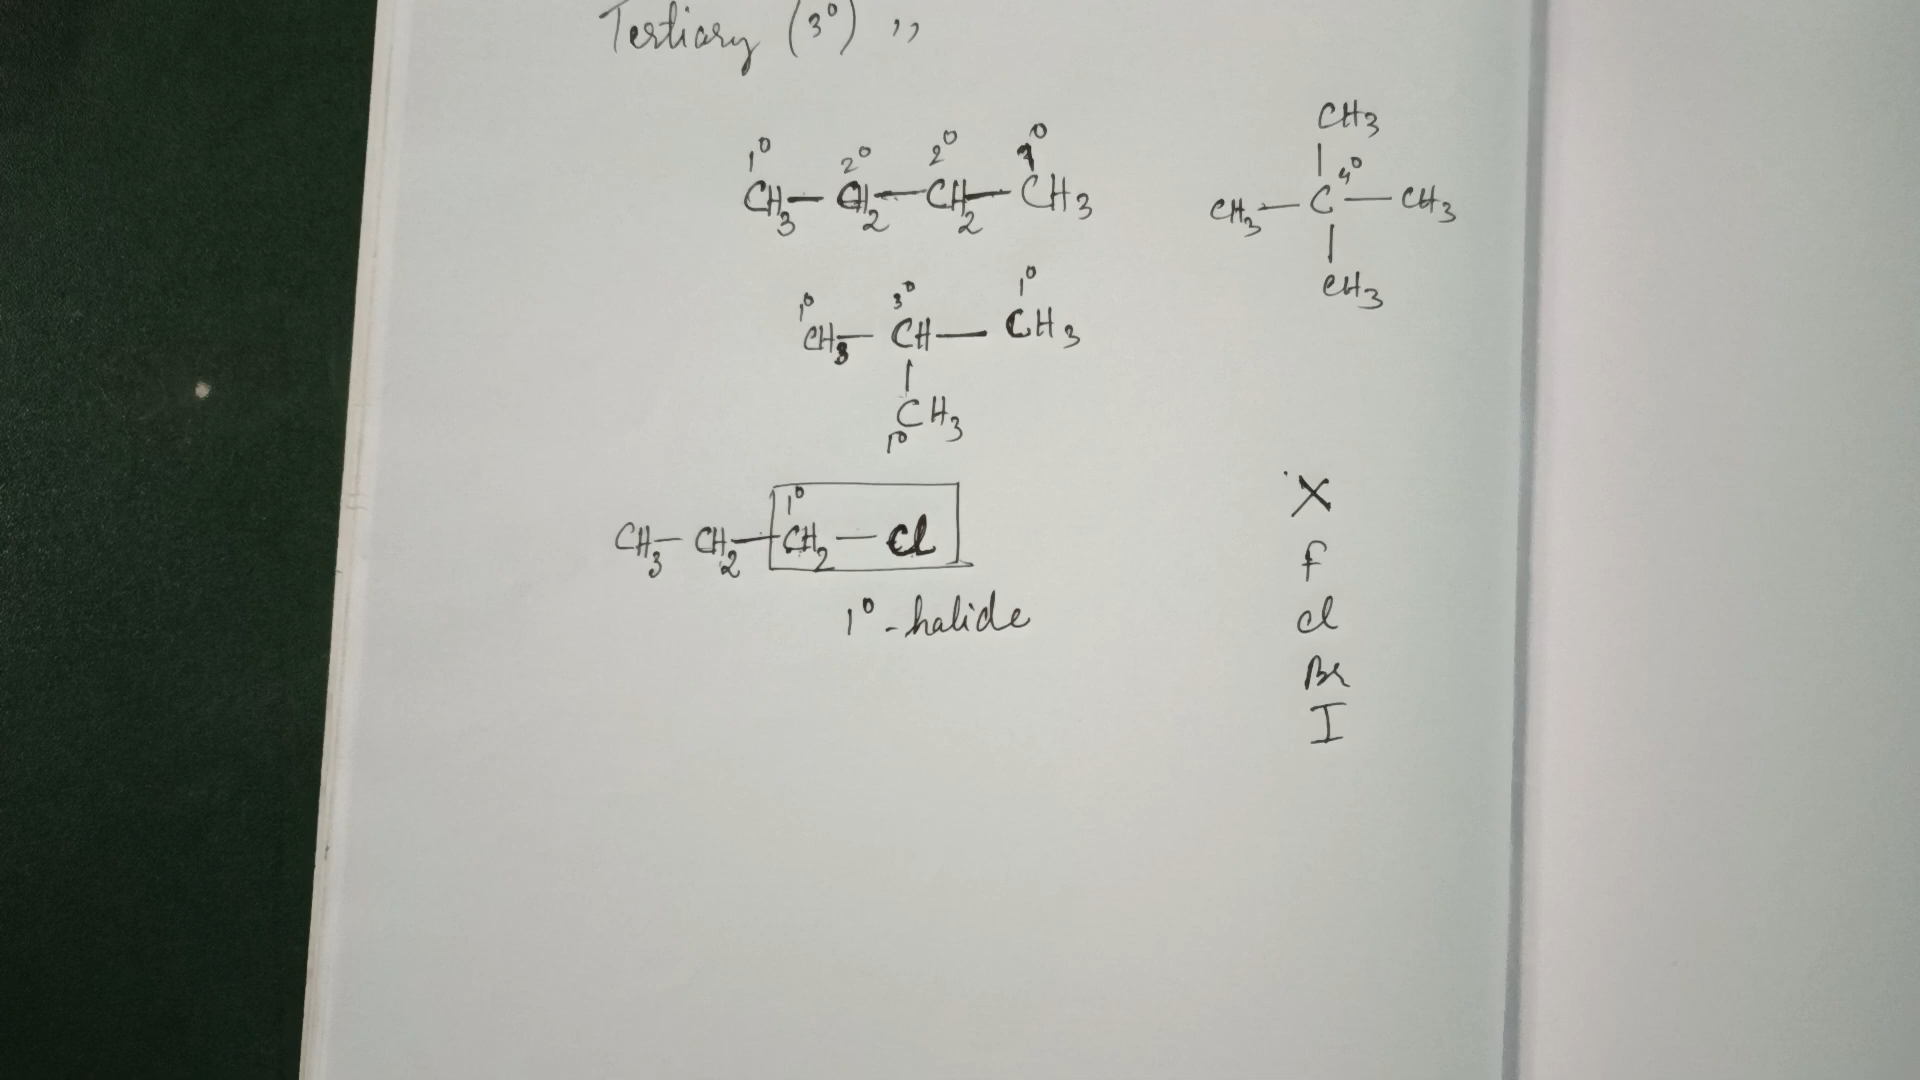 Tertiary (3°) ,,
1° 2° 2° 1°
CH3 — CH2 — CH2 — CH3
CH3
|
CH3 — C 4° — CH3
|
CH3
1° 3° 1°
CH3 — CH — CH3
|
CH3
1°
1°
CH3 — CH2 — CH2 — Cl
1° - halide
X
F
Cl
Br
I